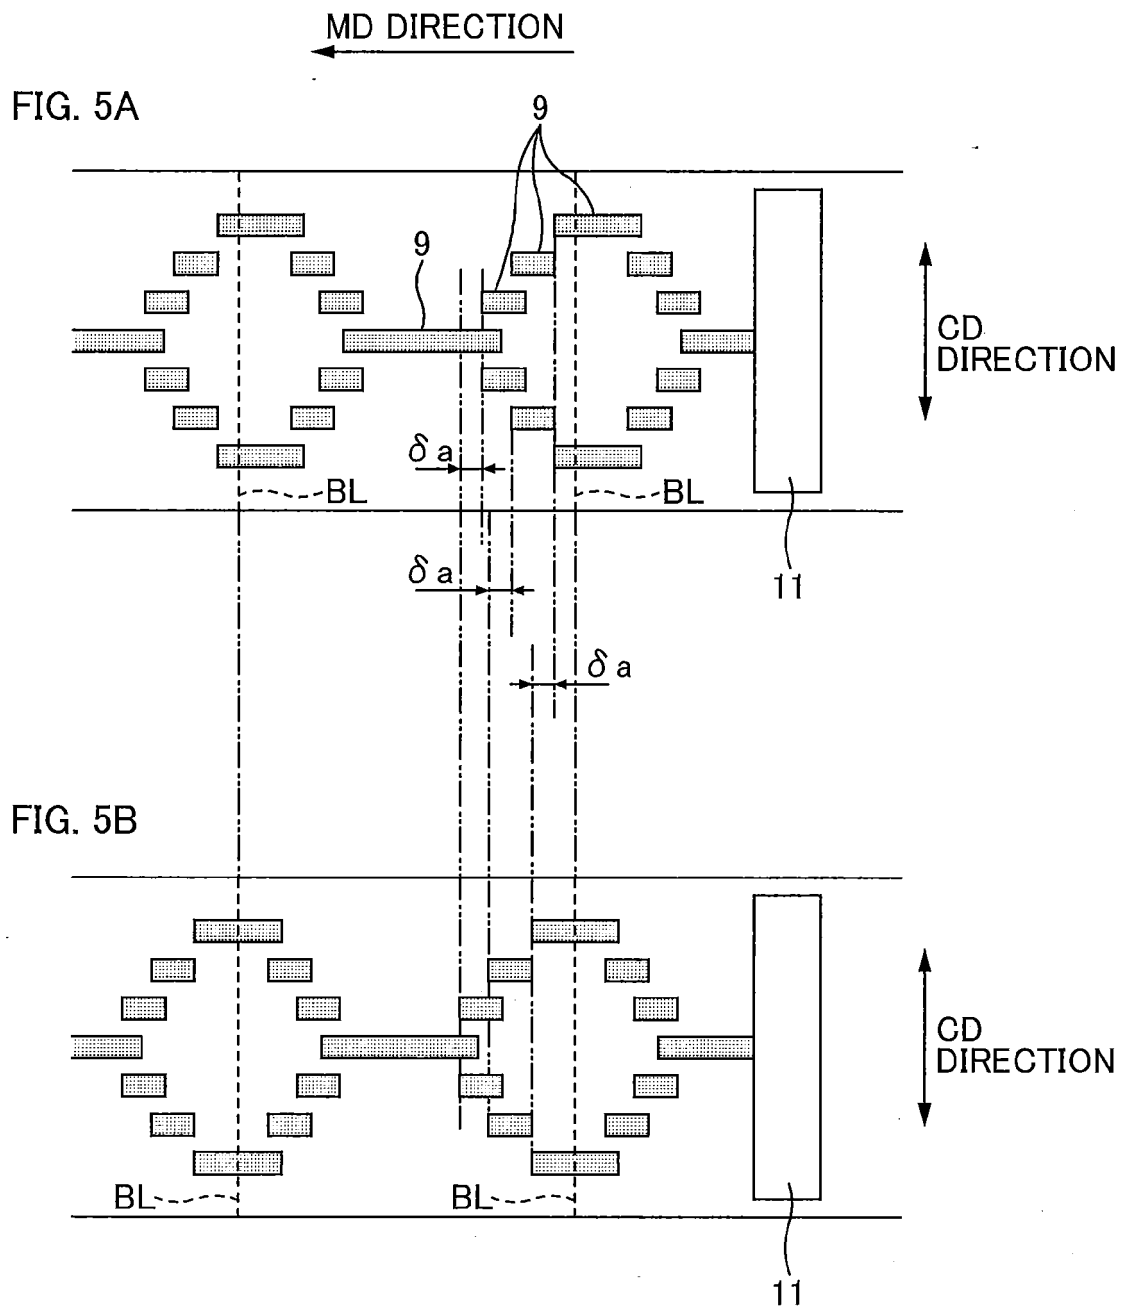 MD DIRECTION
FIG. 5A
9
9
CD
DIRECTION
δa
BL
BL
δa
11
δa
FIG. 5B
CD
DIRECTION
BL
BL
11